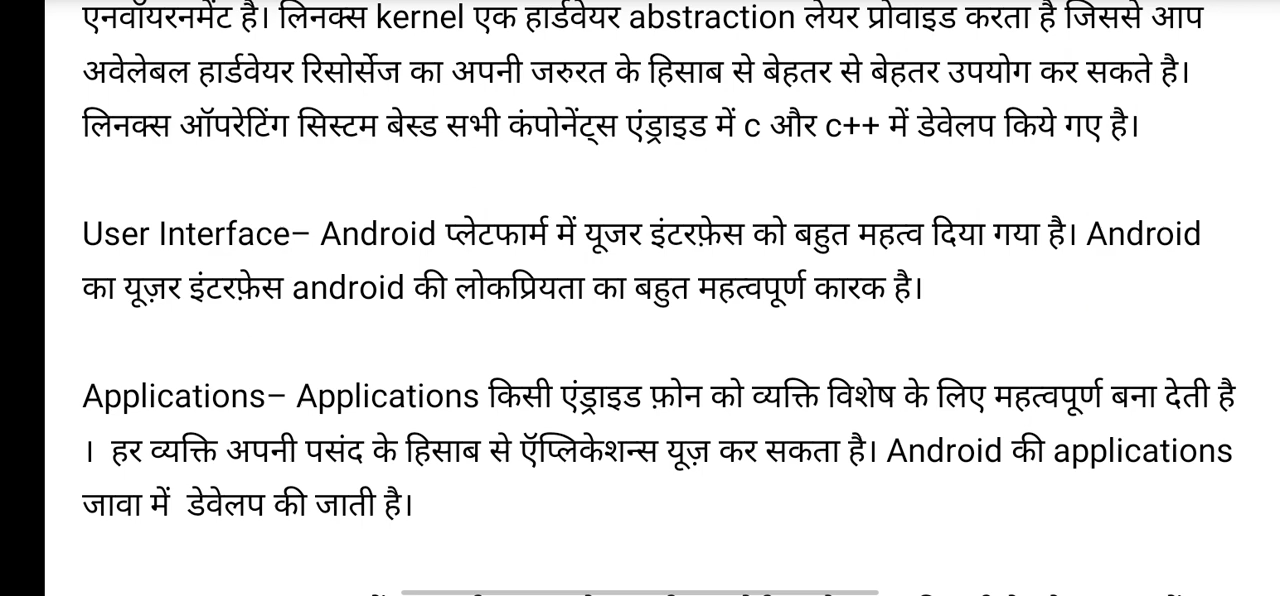 एनवॉयरनमेंट है। लिनक्स kernel एक हार्डवेयर abstraction लेयर प्रोवाइड करता है जिससे आप
अवेलेबल हार्डवेयर रिसोर्सेज का अपनी जरुरत के हिसाब से बेहतर से बेहतर उपयोग कर सकते है।
लिनक्स ऑपरेटिंग सिस्टम बेस्ड सभी कंपोनेंट्स एंड्राइड में c और c++ में डेवेलप किये गए है।
User Interface– Android प्लेटफार्म में यूजर इंटरफ़ेस को बहुत महत्व दिया गया है। Android
का यूज़र इंटरफ़ेस android की लोकप्रियता का बहुत महत्वपूर्ण कारक है।
Applications– Applications किसी एंड्राइड फ़ोन को व्यक्ति विशेष के लिए महत्वपूर्ण बना देती है
। हर व्यक्ति अपनी पसंद के हिसाब से ऍप्लिकेशन्स यूज़ कर सकता है। Android की applications
जावा में डेवेलप की जाती है।